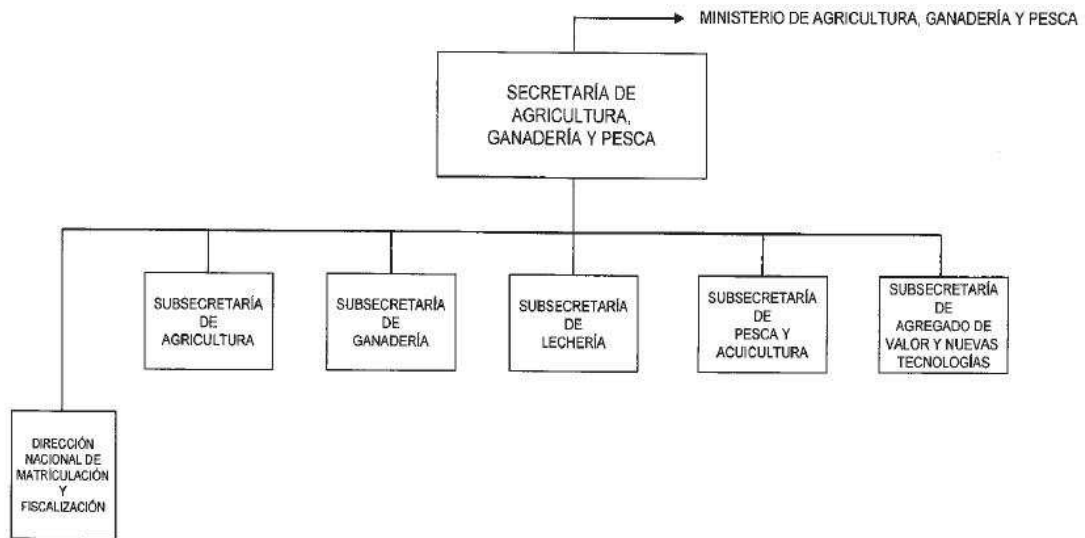 MINISTERIO DE AGRICULTURA, GANADERÍA Y PESCA
SECRETARÍA DE
AGRICULTURA,
GANADERÍA Y PESCA
SUBSECRETARÍA
DE
AGRICULTURA
SUBSECRETARÍA
DE
GANADERÍA
SUBSECRETARÍA
DE
LECHERÍA
SUBSECRETARÍA
DE
PESCA Y
ACUICULTURA
SUBSECRETARÍA
DE
AGREGADO DE
VALOR Y NUEVAS
TECNOLOGÍAS
DIRECCIÓN
NACIONAL DE
MATRÍCULACIÓN
Y
FISCALIZACIÓN